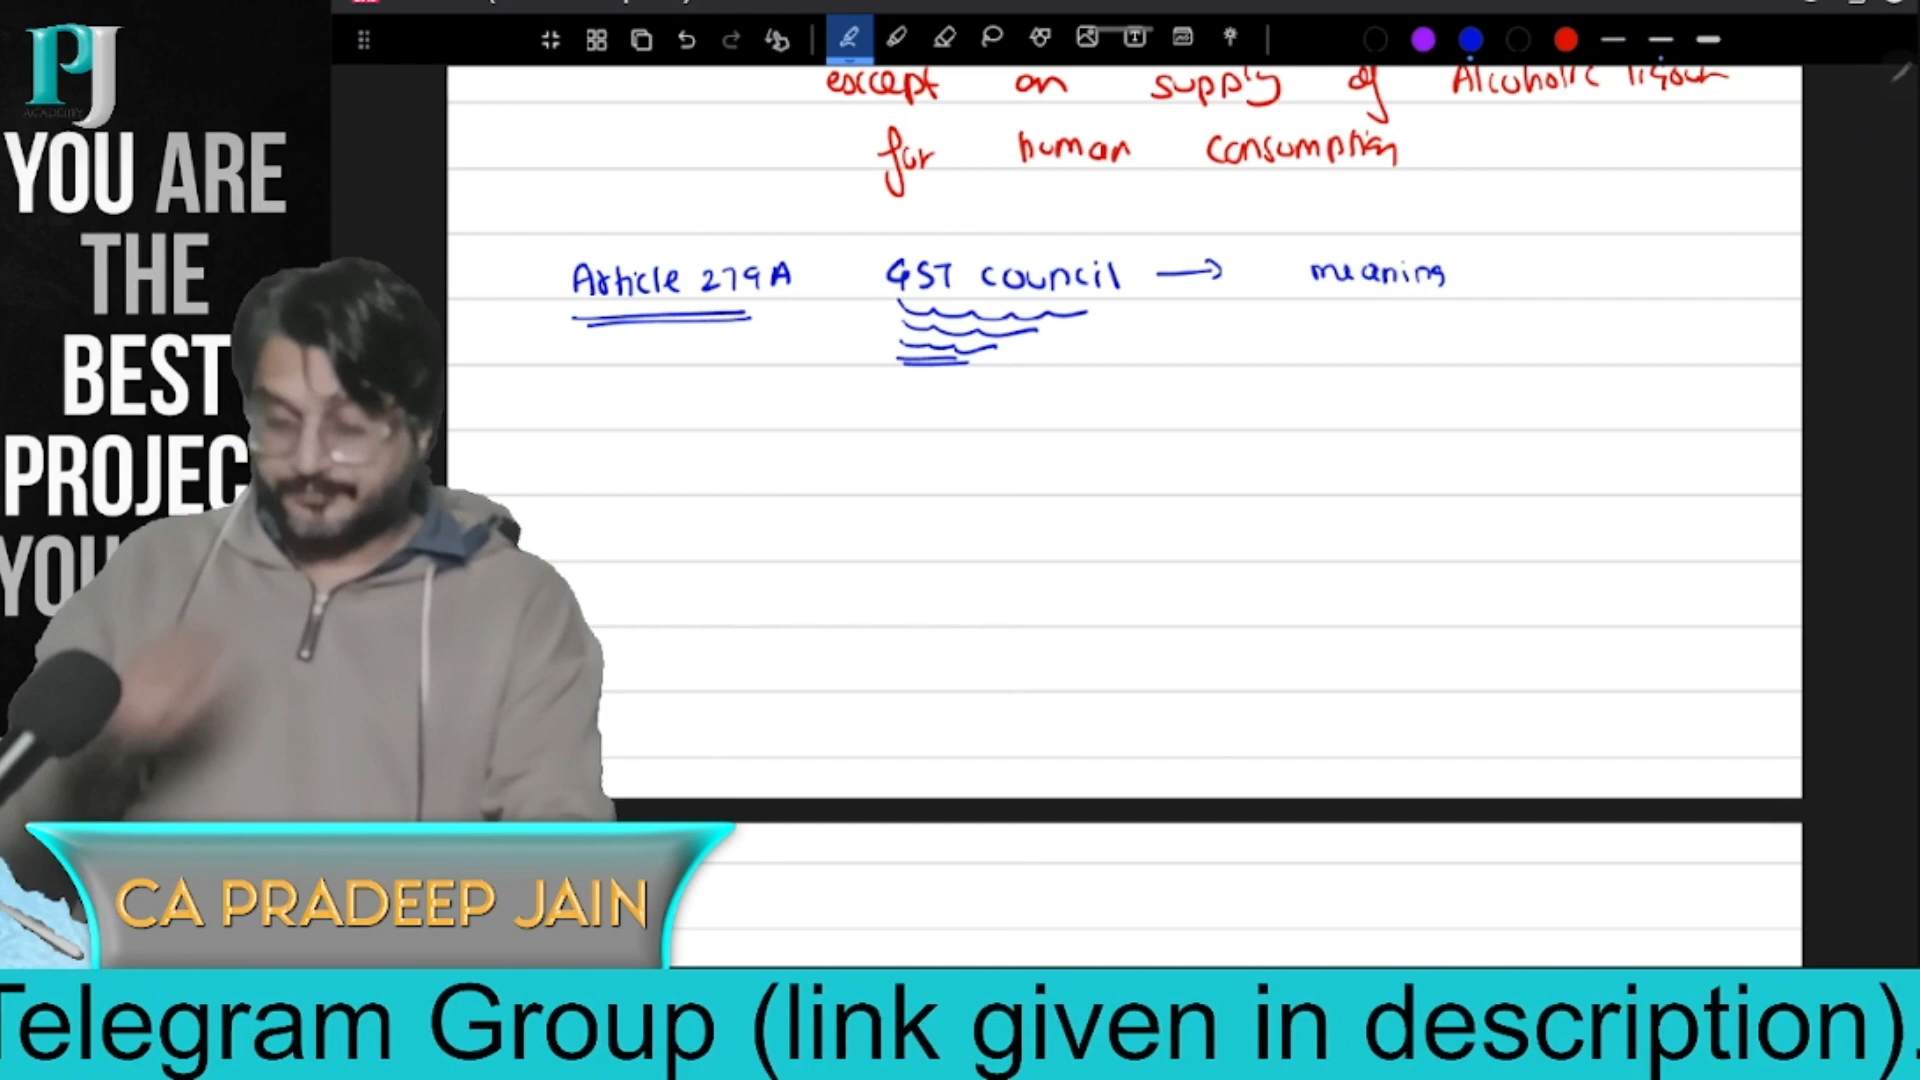 PJ
ACADEMY
YOU ARE
THE
BEST
PROJEC
YOU
except on supply of Alcoholic liquor
for human consumption
Article 279A GST council → meaning
CA PRADEEP JAIN
Telegram Group (link given in description).